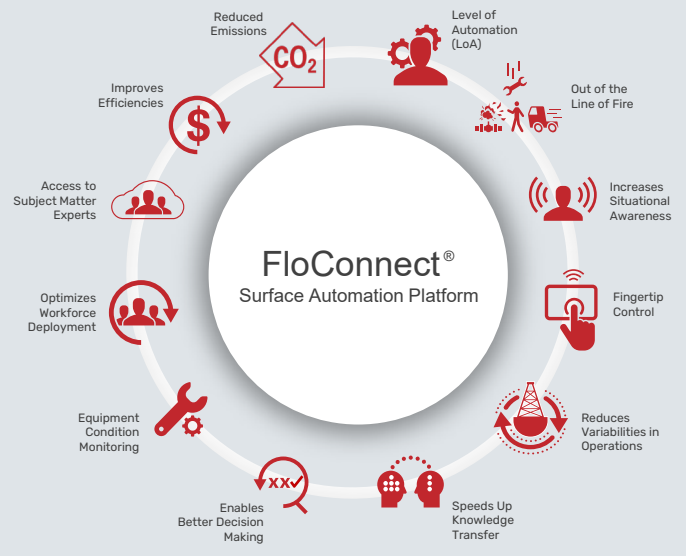 Reduced
Emissions
CO2
Level of
Automation
(LoA)
Improves
Efficiencies
$
Out of the
Line of Fire
Access to
Subject Matter
Experts
Increases
Situational
Awareness
FloConnect®
Surface Automation Platform
Optimizes
Workforce
Deployment
Fingertip
Control
Equipment
Condition
Monitoring
Reduces
Variabilities in
Operations
xx✓
Enables
Better Decision
Making
Speeds Up
Knowledge
Transfer